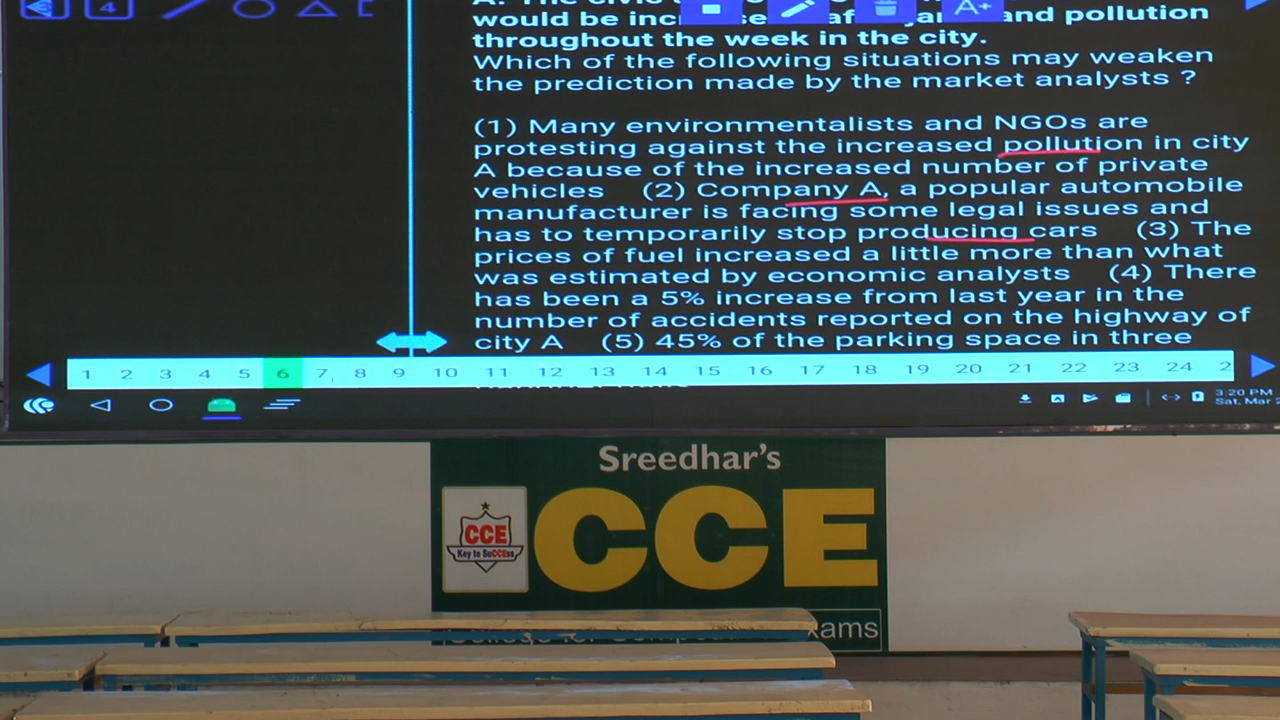 4
A+
would be
and pollution
throughout the week in the city.
Which of the following situations may weaken
the prediction made by the market analysts ?
(1) Many environmentalists and NGOs are
protesting against the increased pollution in city
A because of the increased number of private
vehicles (2) Company A, a popular automobile
manufacturer is facing some legal issues and
has to temporarily stop producing cars (3) The
prices of fuel increased a little more than what
was estimated by economic analysts (4) There
has been a 5% increase from last year in the
number of accidents reported on the highway of
city A (5) 45% of the parking space in three
1 2 3 4 5 6 7 8 9 10 11 12 13 14 15 16 17 18 19 20 21 22 23 24 2
3:20 PM
Sat, Mar
Sreedhar's
CCE
CCE
Key to SuCCEss